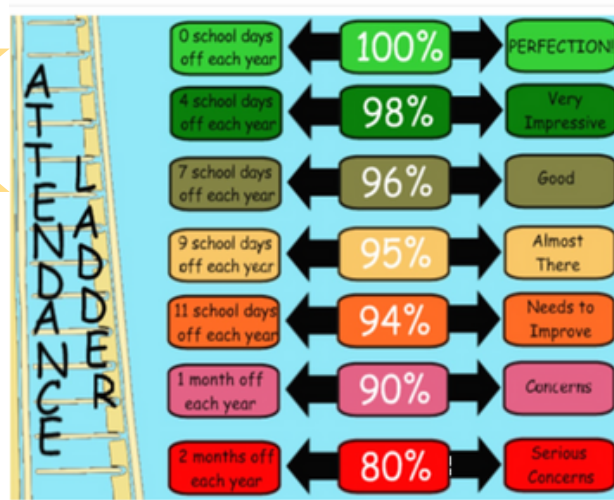 ATTENDANCE
LADDER
0 school days
off each year
100%
PERFECTION!
4 school days
off each year
98%
Very
Impressive
7 school days
off each year
96%
Good
9 school days
off each year
95%
Almost
There
11 school days
off each year
94%
Needs to
Improve
1 month off
each year
90%
Concerns
2 months off
each year
80%
Serious
Concerns